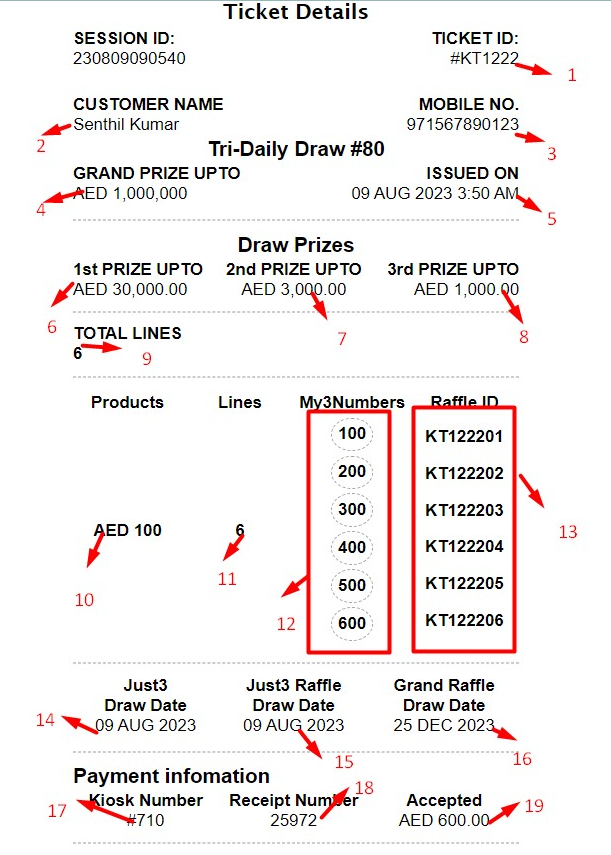 Ticket Details
SESSION ID: TICKET ID:
230809090540 #KT1222
1
CUSTOMER NAME MOBILE NO.
Senthil Kumar 971567890123
2 3
Tri-Daily Draw #80
GRAND PRIZE UPTO ISSUED ON
AED 1,000,000 09 AUG 2023 3:50 AM
4 5
Draw Prizes
1st PRIZE UPTO 2nd PRIZE UPTO 3rd PRIZE UPTO
AED 30,000.00 AED 3,000.00 AED 1,000.00
6 7 8
TOTAL LINES
6 9
Products Lines My3Numbers Raffle ID
100 KT122201
200 KT122202
300 KT122203
AED 100 6 13
400 KT122204
500 KT122205
10 11 12
600 KT122206
Just3 Just3 Raffle Grand Raffle
Draw Date Draw Date Draw Date
14 09 AUG 2023 09 AUG 2023 25 DEC 2023
15 16
Payment infomation
18
Kiosk Number Receipt Number Accepted
17 19
#710 25972 AED 600.00